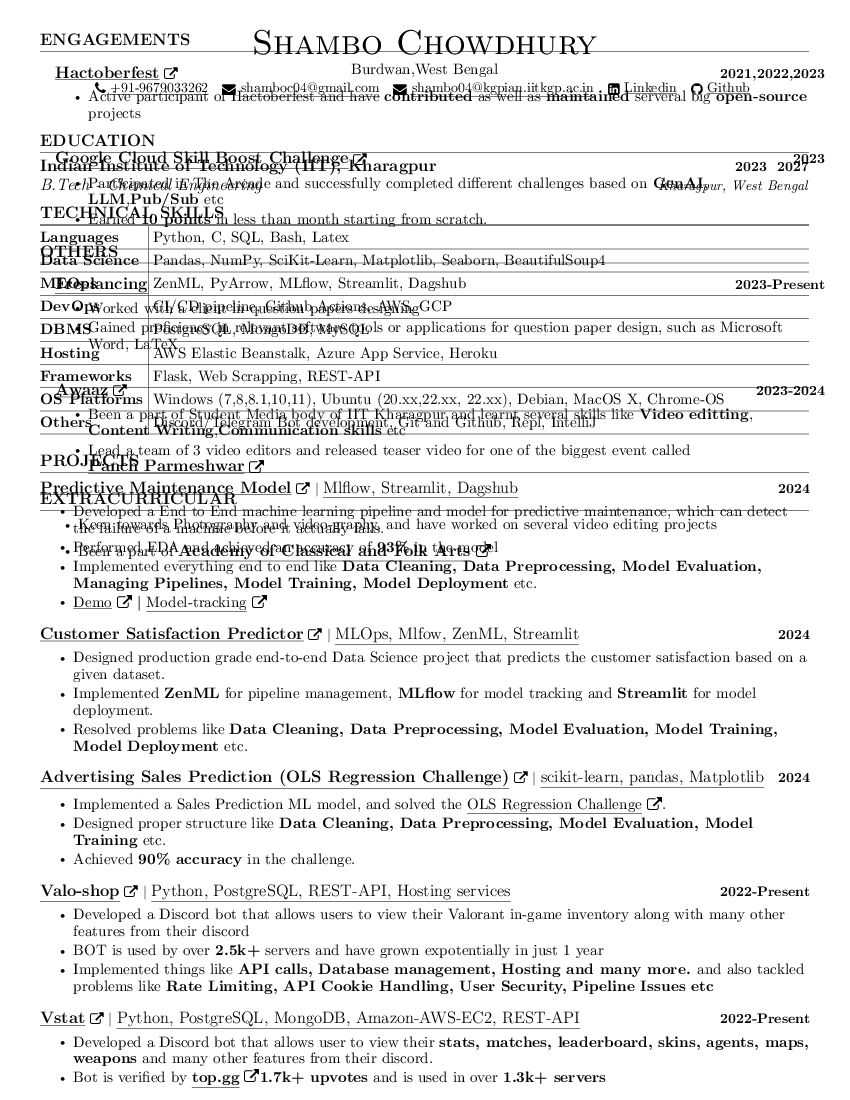 Shambo Chowdhury
Burdwan,West Bengal
+91-9679033262 shamboc04@gmail.com shambo04@kgpian.iitkgp.ac.in Linkedin Github
EDUCATION
Indian Institute of Technology (IIT), Kharagpur 2023 2027
B.Tech - Chemical Engineering Kharagpur, West Bengal
TECHNICAL SKILLS
Languages Python, C, SQL, Bash, Latex
Data Science Pandas, NumPy, SciKit-Learn, Matplotlib, Seaborn, BeautifulSoup4
MLOps ZenML, PyArrow, MLflow, Streamlit, Dagshub
DevOps CI/CD pipeline, Github Actions, AWS, GCP
DBMS PostgreSQL, MongoDB, MySQL
Hosting AWS Elastic Beanstalk, Azure App Service, Heroku
Frameworks Flask, Web Scrapping, REST-API
OS Platforms Windows (7,8,8.1,10,11), Ubuntu (20.xx,22.xx, 22.xx), Debian, MacOS X, Chrome-OS
Others Discord/Telegram Bot development, Git and Github, Repl, IntelliJ
PROJECTS
Predictive Maintenance Model | Mlflow, Streamlit, Dagshub 2024
• Developed a End to End machine learning pipeline and model for predictive maintenance, which can detect
the failure of a machine before it actually fails.
• Performed EDA and achieved an accuracy of 93% in the model
• Implemented everything end to end like Data Cleaning, Data Preprocessing, Model Evaluation,
Managing Pipelines, Model Training, Model Deployment etc.
• Demo | Model-tracking
Customer Satisfaction Predictor | MLOps, Mlfow, ZenML, Streamlit 2024
• Designed production grade end-to-end Data Science project that predicts the customer satisfaction based on a
given dataset.
• Implemented ZenML for pipeline management, MLflow for model tracking and Streamlit for model
deployment.
• Resolved problems like Data Cleaning, Data Preprocessing, Model Evaluation, Model Training,
Model Deployment etc.
Advertising Sales Prediction (OLS Regression Challenge) | scikit-learn, pandas, Matplotlib 2024
• Implemented a Sales Prediction ML model, and solved the OLS Regression Challenge .
• Designed proper structure like Data Cleaning, Data Preprocessing, Model Evaluation, Model
Training etc.
• Achieved 90% accuracy in the challenge.
Valo-shop | Python, PostgreSQL, REST-API, Hosting services 2022-Present
• Developed a Discord bot that allows users to view their Valorant in-game inventory along with many other
features from their discord
• BOT is used by over 2.5k+ servers and have grown expotentially in just 1 year
• Implemented things like API calls, Database management, Hosting and many more. and also tackled
problems like Rate Limiting, API Cookie Handling, User Security, Pipeline Issues etc
Vstat | Python, PostgreSQL, MongoDB, Amazon-AWS-EC2, REST-API 2022-Present
• Developed a Discord bot that allows user to view their stats, matches, leaderboard, skins, agents, maps,
weapons and many other features from their discord.
• Bot is verified by top.gg 1.7k+ upvotes and is used in over 1.3k+ servers
ENGAGEMENTS
Hactoberfest 2021,2022,2023
• Active participant of Hactoberfest and have contributed as well as maintained serveral big open-source
projects
Google Cloud Skill Boost Challenge 2023
• Participated in The Arcade and successfully completed different challenges based on GenAI,
LLM,Pub/Sub etc
• Earned 10 points in less than month starting from scratch.
OTHERS
Freelancing 2023-Present
• Worked with a client in question papers designing
• Gained proficiency in relevant software tools or applications for question paper design, such as Microsoft
Word, LaTeX
Awaaz 2023-2024
• Been a part of Student Media body of IIT Kharagpur and learnt several skills like Video editting,
Content Writing,Communication skills etc
• Lead a team of 3 video editors and released teaser video for one of the biggest event called
Panch Parmeshwar
EXTRACURRICULAR
• Keen towards Photography and video-graphy, and have worked on several video editing projects
• Been a part of Academy of Classical and Folk Arts